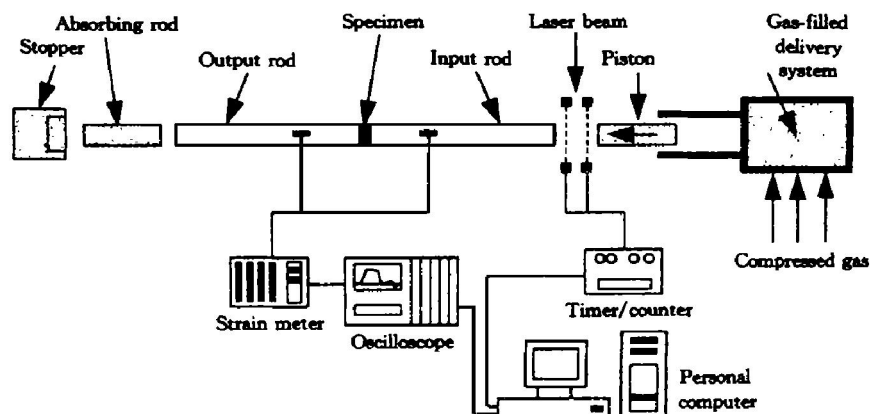 Absorbing rod
Stopper
Output rod
Specimen
Input rod
Laser beam
Piston
Gas-filled
delivery
system
Compressed gas
Strain meter
Oscilloscope
Timer/counter
Personal
computer